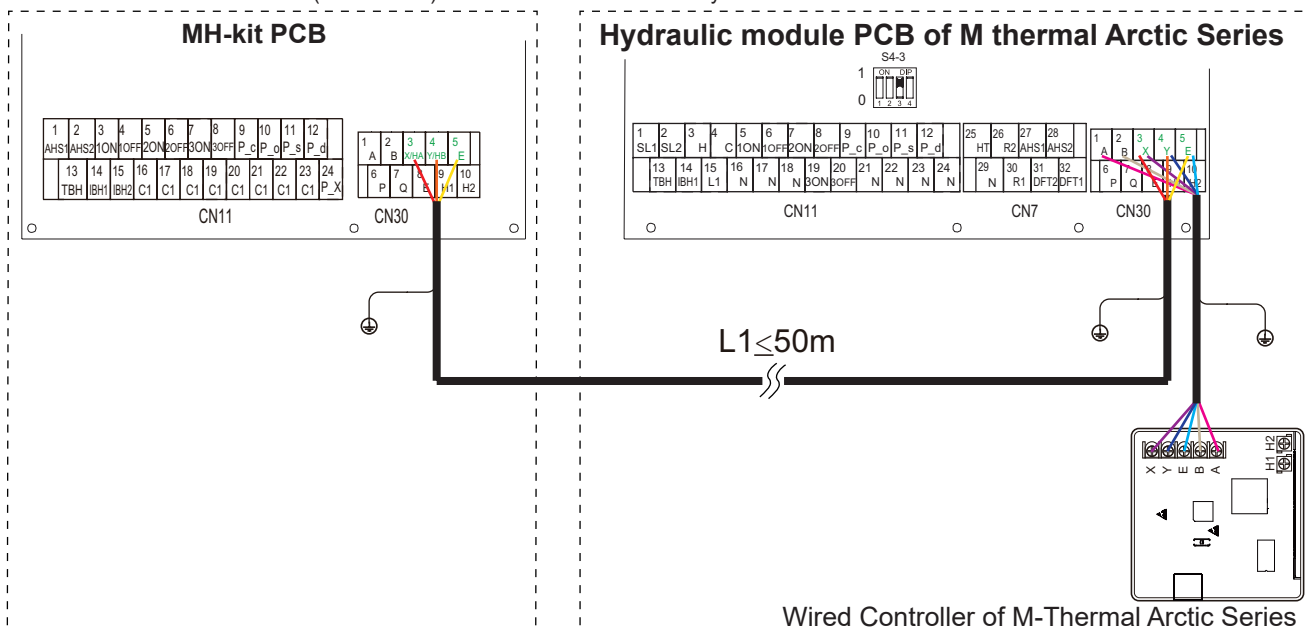 MH-kit PCB
Hydraulic module PCB of M thermal Arctic Series
S4-3
ON DIP
1
0
1 2 3 4
1 2 3 4 5 6 7 8 9 10 11 12
AHS1 AHS2 1ON 1OFF 2ON 2OFF 3ON 3OFF P_c P_o P_s P_d
13 14 15 16 17 18 19 20 21 22 23 24
TBH IBH1 IBH2 C1 C1 C1 C1 C1 C1 C1 C1 P_X
CN11
1 2 3 4 5
A B X/HA Y/HB E
6 7 8 9 10
P Q E H1 H2
CN30
1 2 3 4 5 6 7 8 9 10 11 12
SL1 SL2 H C 1ON 1OFF 2ON 2OFF P_c P_o P_s P_d
13 14 15 16 17 18 19 20 21 22 23 24
TBH IBH1 L1 N N N 3ON 3OFF N N N N
CN11
25 26 27 28
HT R2 AHS1 AHS2
29 30 31 32
N R1 DFT2 DFT1
CN7
1 2 3 4 5
A B X Y E
6 7 8 9 10
P Q E H2
CN30
L1≤50m
X Y E B A
H1 H2
Wired Controller of M-Thermal Arctic Series